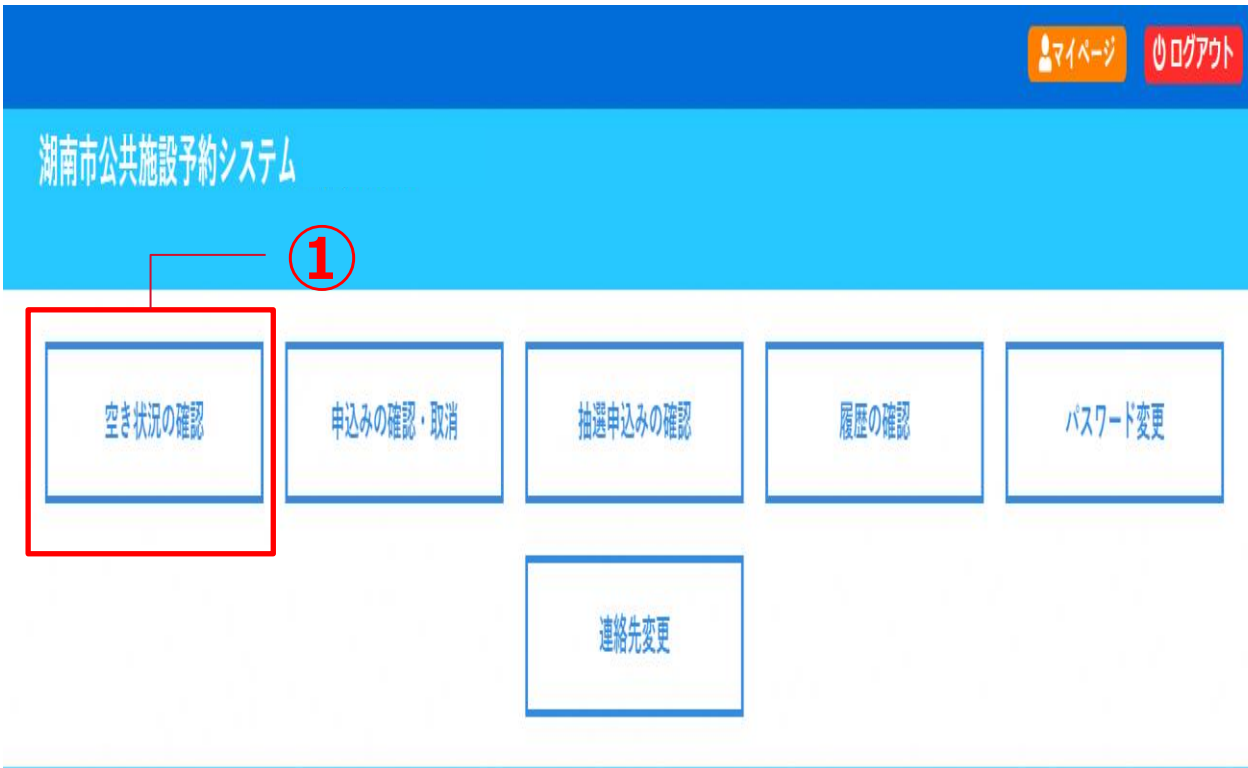 マイページ ログアウト
湖南市公共施設予約システム
①
空き状況の確認 申込みの確認・取消 抽選申込みの確認 履歴の確認 パスワード変更
連絡先変更